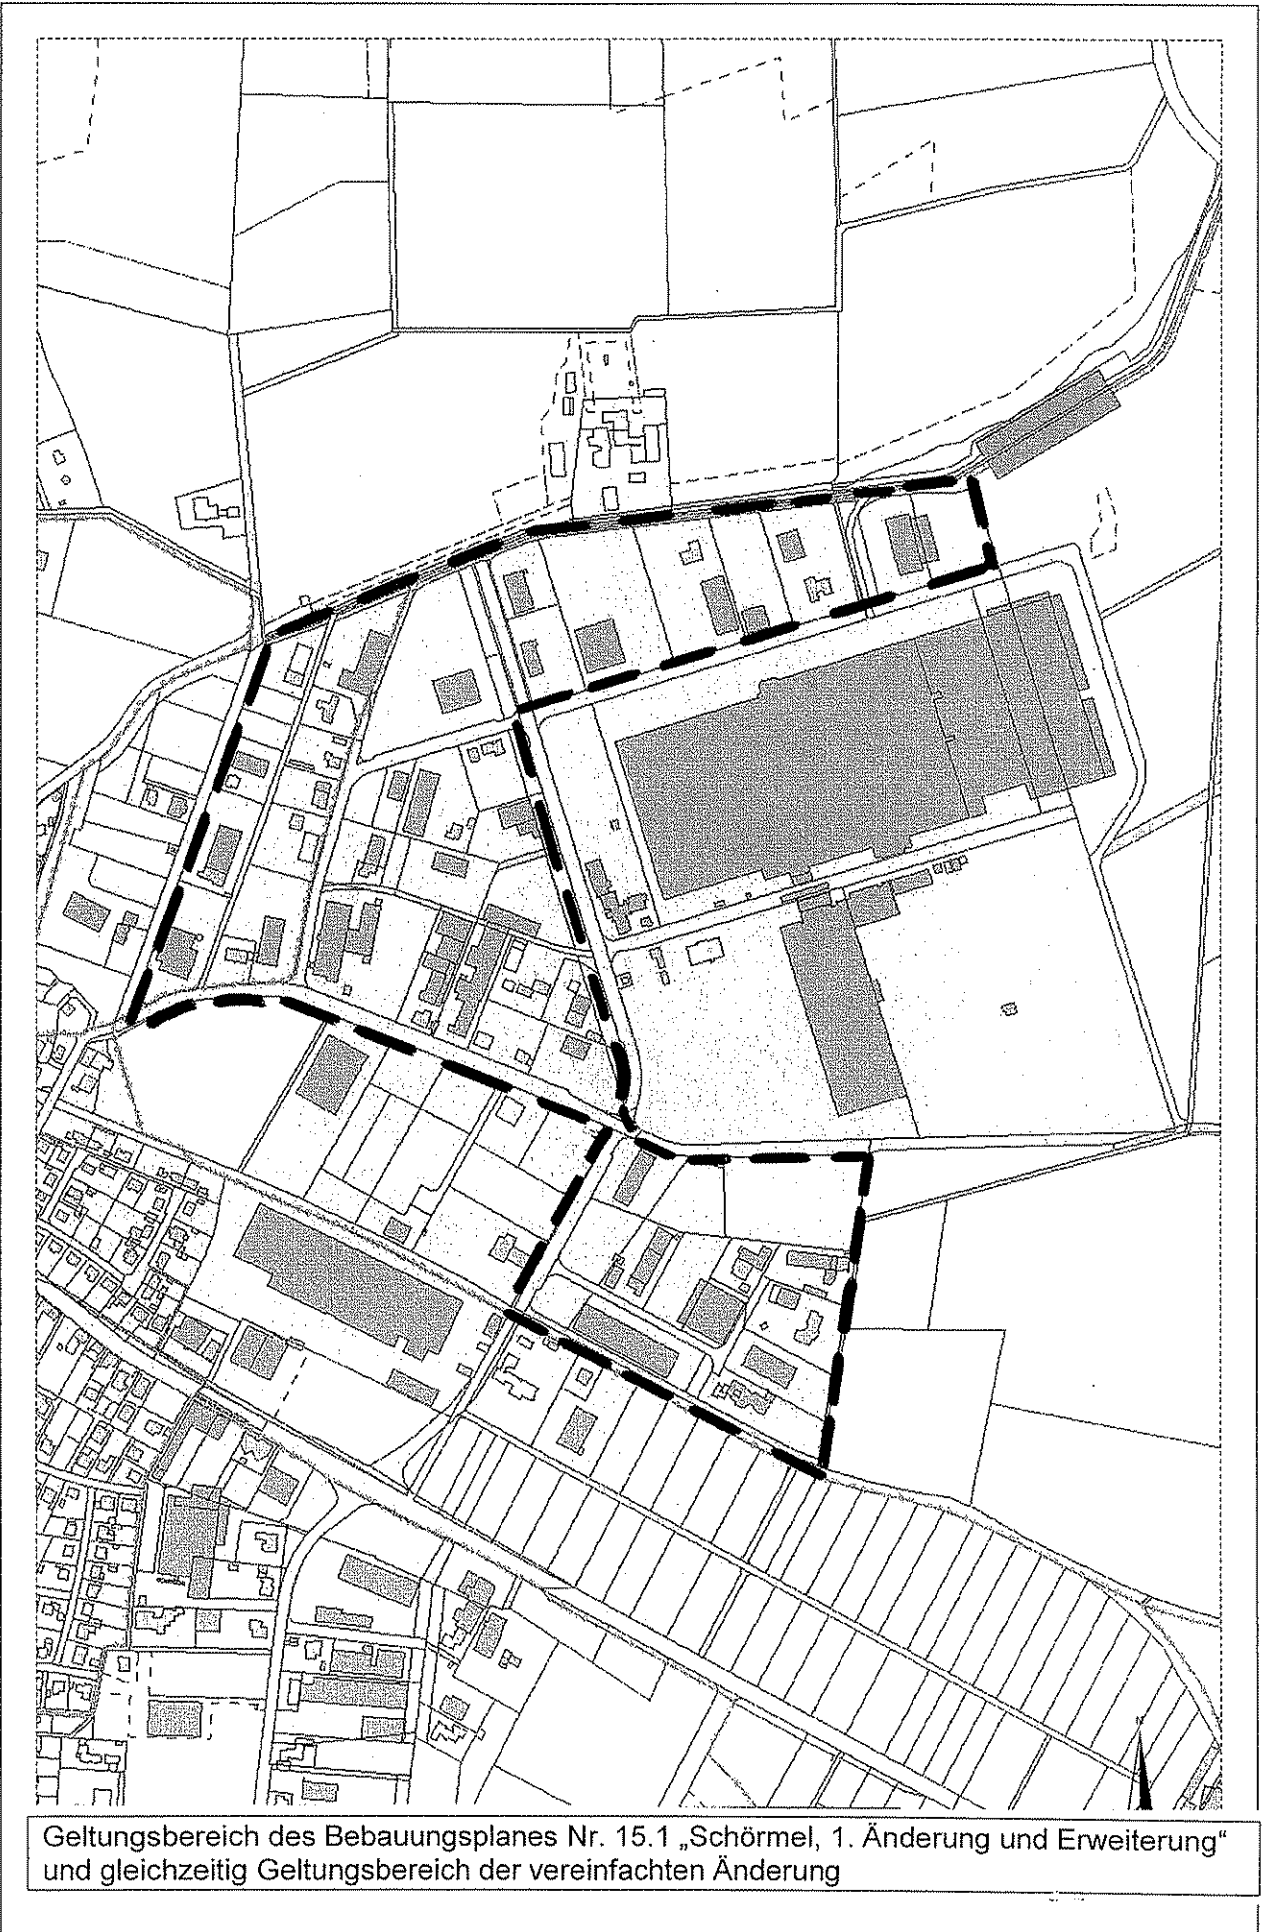 N
Geltungsbereich des Bebauungsplanes Nr. 15.1 „Schörmel, 1. Änderung und Erweiterung“
und gleichzeitig Geltungsbereich der vereinfachten Änderung